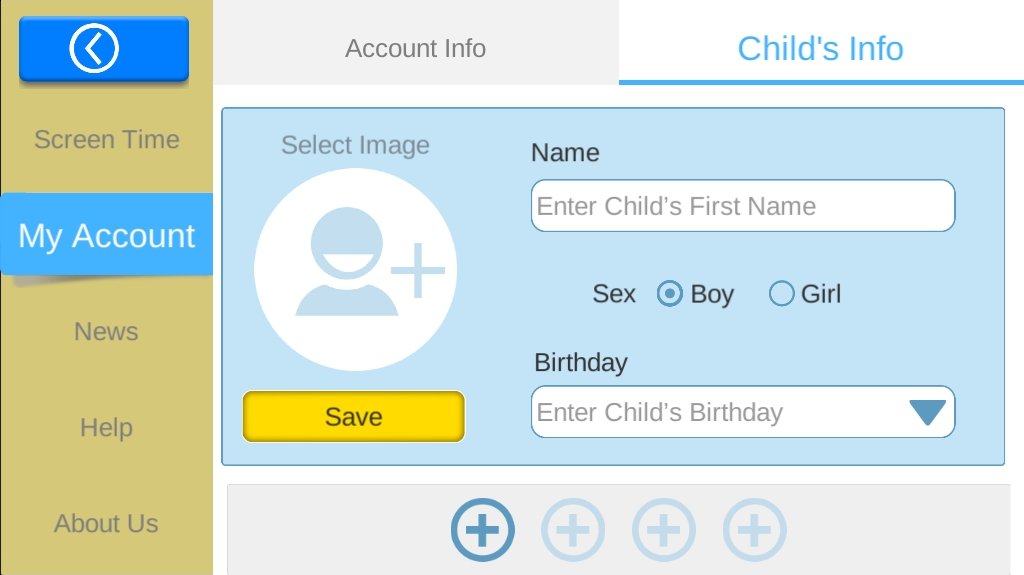 Account Info
Child's Info
Screen Time
My Account
News
Help
About Us
Select Image
Save
Name
Enter Child’s First Name
Sex Boy Girl
Birthday
Enter Child’s Birthday